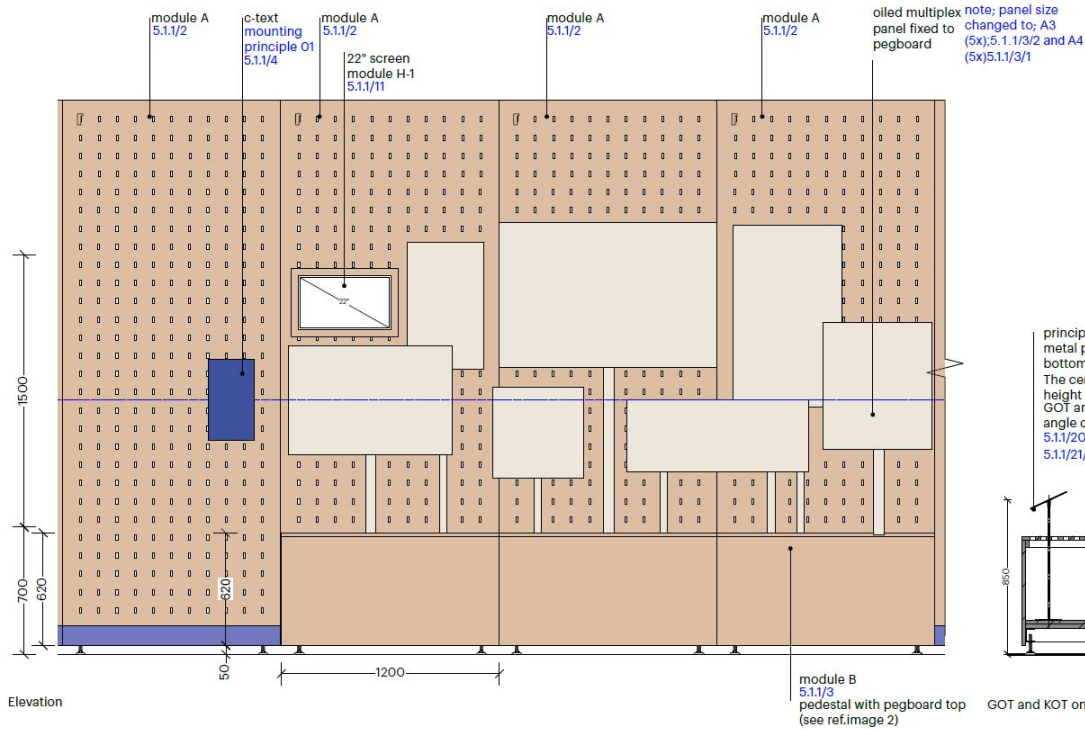 module A
5.1.1/2
c-text
mounting
principle 01
5.1.1/4
module A
5.1.1/2
22" screen
module H-1
5.1.1/11
module A
5.1.1/2
module A
5.1.1/2
oiled multiplex
panel fixed to
pegboard
note; panel size
changed to; A3
(5x);5.1.1/3/2 and A4
(5x)5.1.1/3/1
22"
1500
700
620
620
50
1200
princip
metal p
bottom
The cer
height
GOT ar
angle c
5.1.1/20
5.1.1/21/
850
module B
5.1.1/3
pedestal with pegboard top
(see ref.image 2)
Elevation
GOT and KOT on